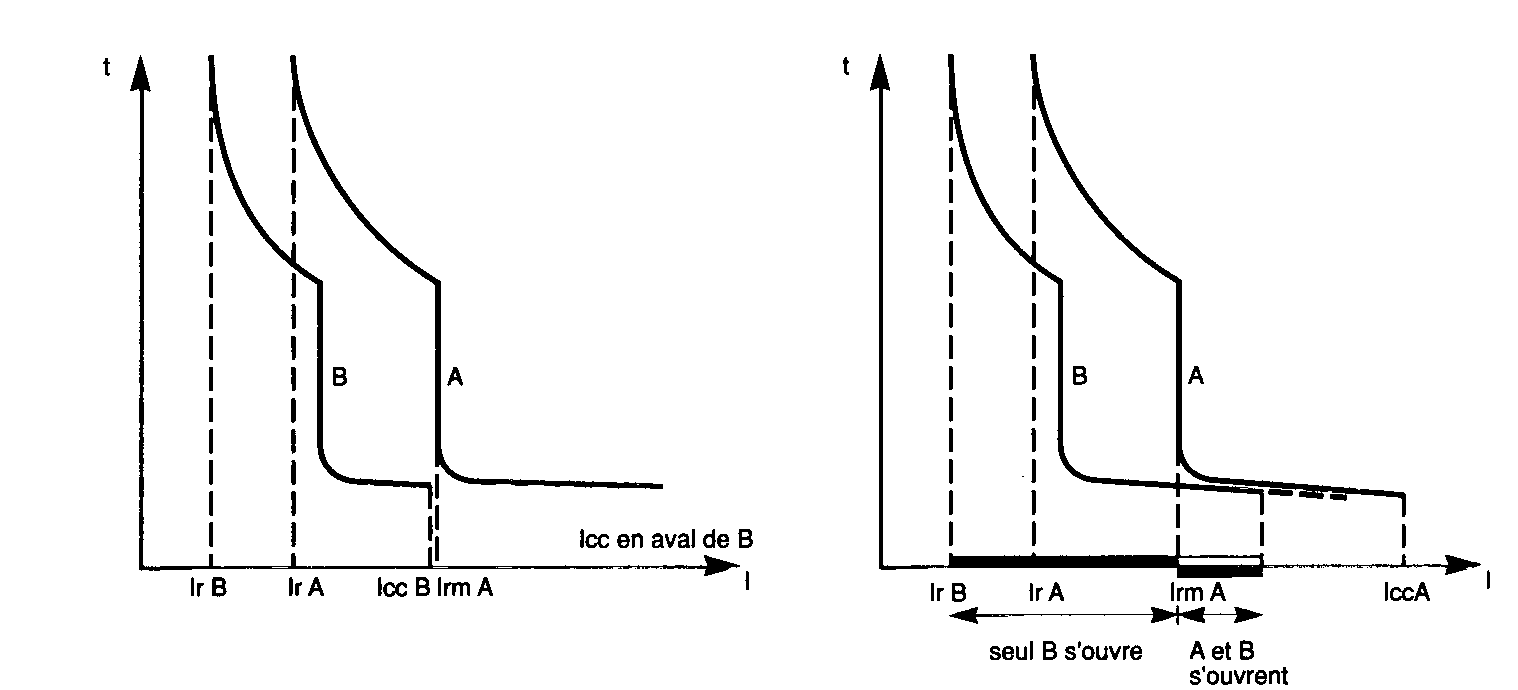 t
B
A
Icc en aval de B
Ir B
Ir A
Icc B
Irm A
I
t
B
A
Ir B
Ir A
Irm A
IccA
I
seul B s'ouvre
A et B
s'ouvrent